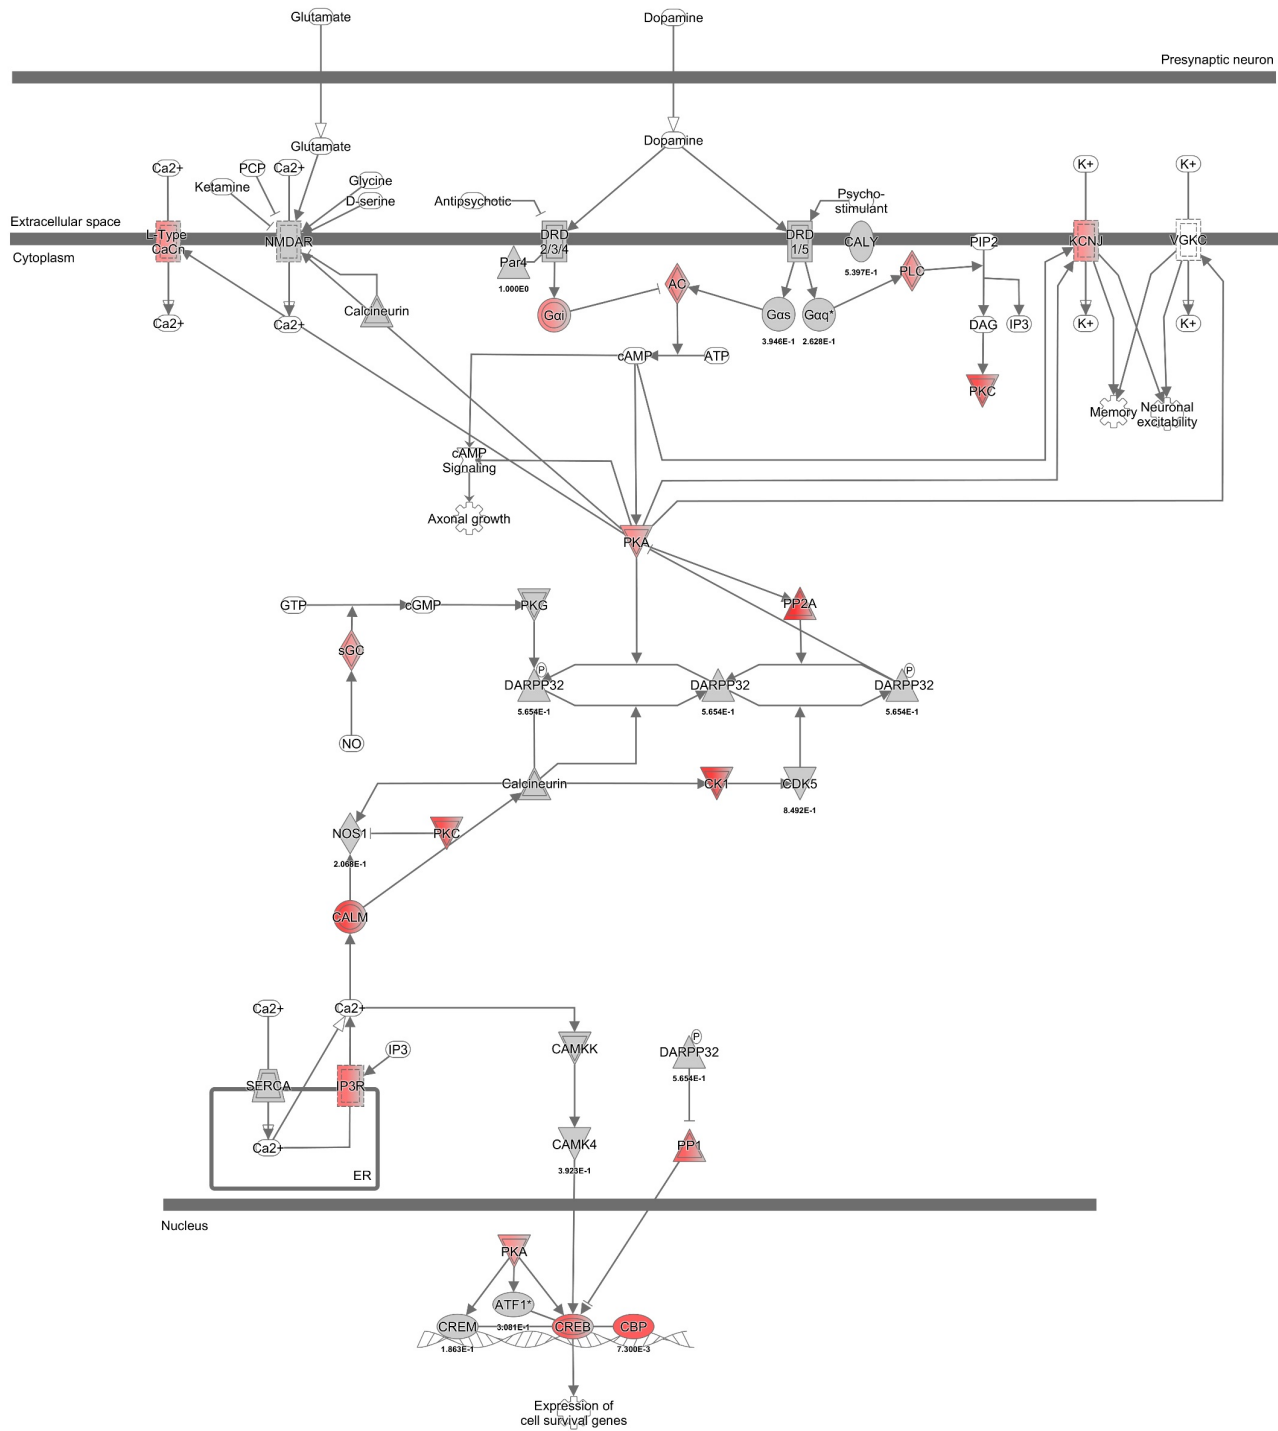 Glutamate
Dopamine
Presynaptic neuron
Glutamate
Dopamine
Ca2+
PCP
Ca2+
Glycine
Ketamine
D-serine
Antipsychotic
Psycho-
stimulant
K+
K+
Extracellular space
L-Type
CaCn
NMDAR
DRD
2/3/4
DRD
1/5
CALY
PIP2
KCNJ
VGKC
Cytoplasm
Par4
1.000E0
5.397E-1
PLC
AC
Calcineurin
Gαi
Gαs
Gαq*
3.946E-1
2.628E-1
Ca2+
Ca2+
DAG
IP3
K+
K+
cAMP
ATP
PKC
Memory
Neuronal
excitability
cAMP
Signaling
Axonal growth
PKA
GTP
cGMP
PKG
PP2A
sGC
P
P
DARPP32
DARPP32
DARPP32
5.654E-1
5.654E-1
5.654E-1
NO
Calcineurin
CK1
CDK5
8.492E-1
NOS1
PKC
2.068E-1
CALM
Ca2+
Ca2+
P
CAMKK
IP3
DARPP32
5.654E-1
SERCA
IP3R
Ca2+
CAMK4
PP1
3.923E-1
ER
Nucleus
PKA
ATF1*
CREM
3.081E-1
CREB
CBP
1.863E-1
7.300E-3
Expression of
cell survival genes